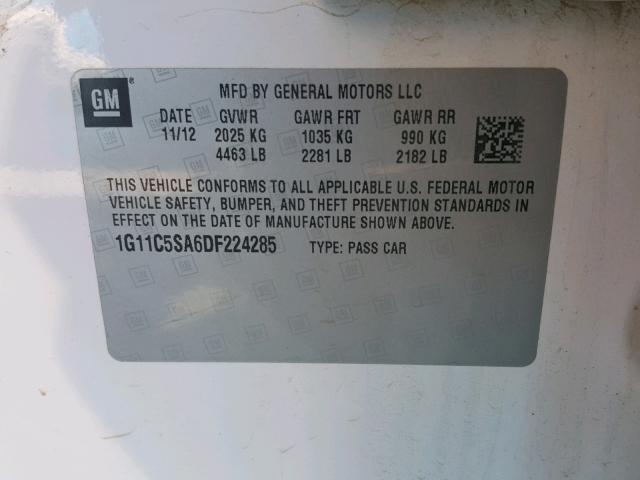 GM ®
MFD BY GENERAL MOTORS LLC
DATE GVWR GAWR FRT GAWR RR
11/12 2025 KG 1035 KG 990 KG
4463 LB 2281 LB 2182 LB
THIS VEHICLE CONFORMS TO ALL APPLICABLE U.S. FEDERAL MOTOR
VEHICLE SAFETY, BUMPER, AND THEFT PREVENTION STANDARDS IN
EFFECT ON THE DATE OF MANUFACTURE SHOWN ABOVE.
1G11C5SA6DF224285 TYPE: PASS CAR